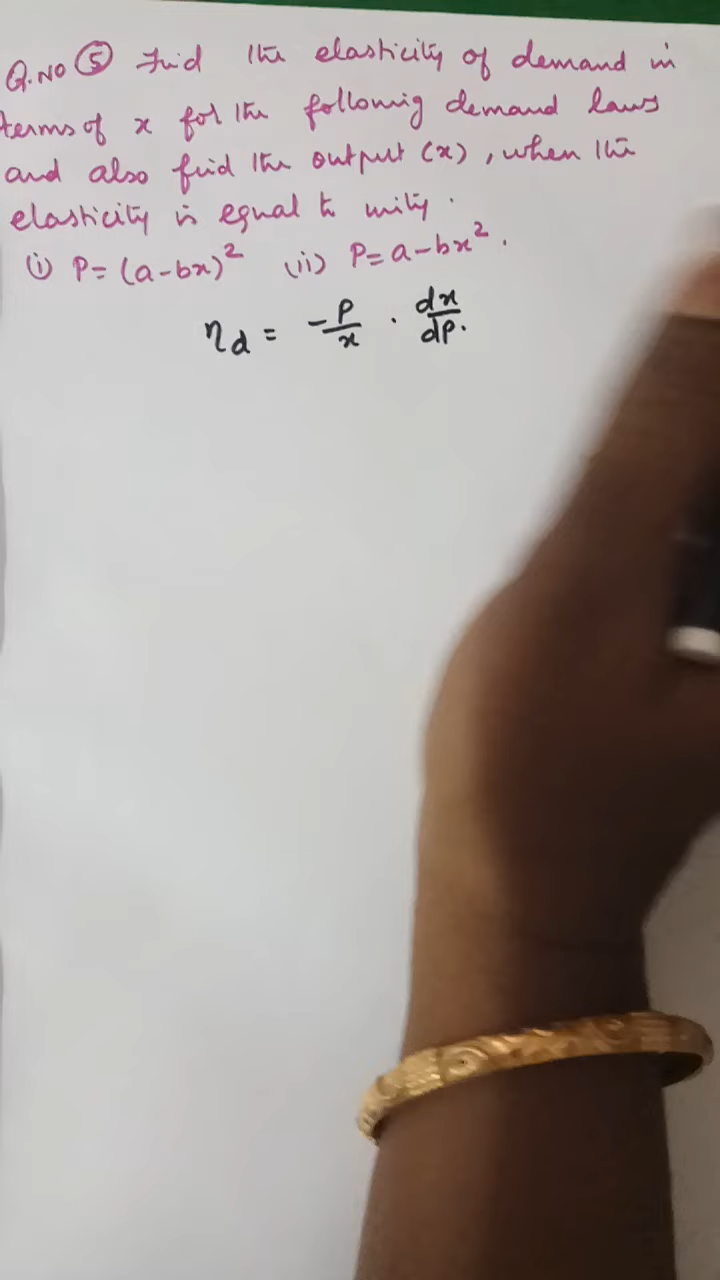 Q.NO ⑤ Find the elasticity of demand in
terms of x for the following demand laws
and also find the output (x), when the
elasticity is equal to unity.
(i) P = (a-bx)² (ii) P = a-bx².
ηd = -P/x . dx/dP.